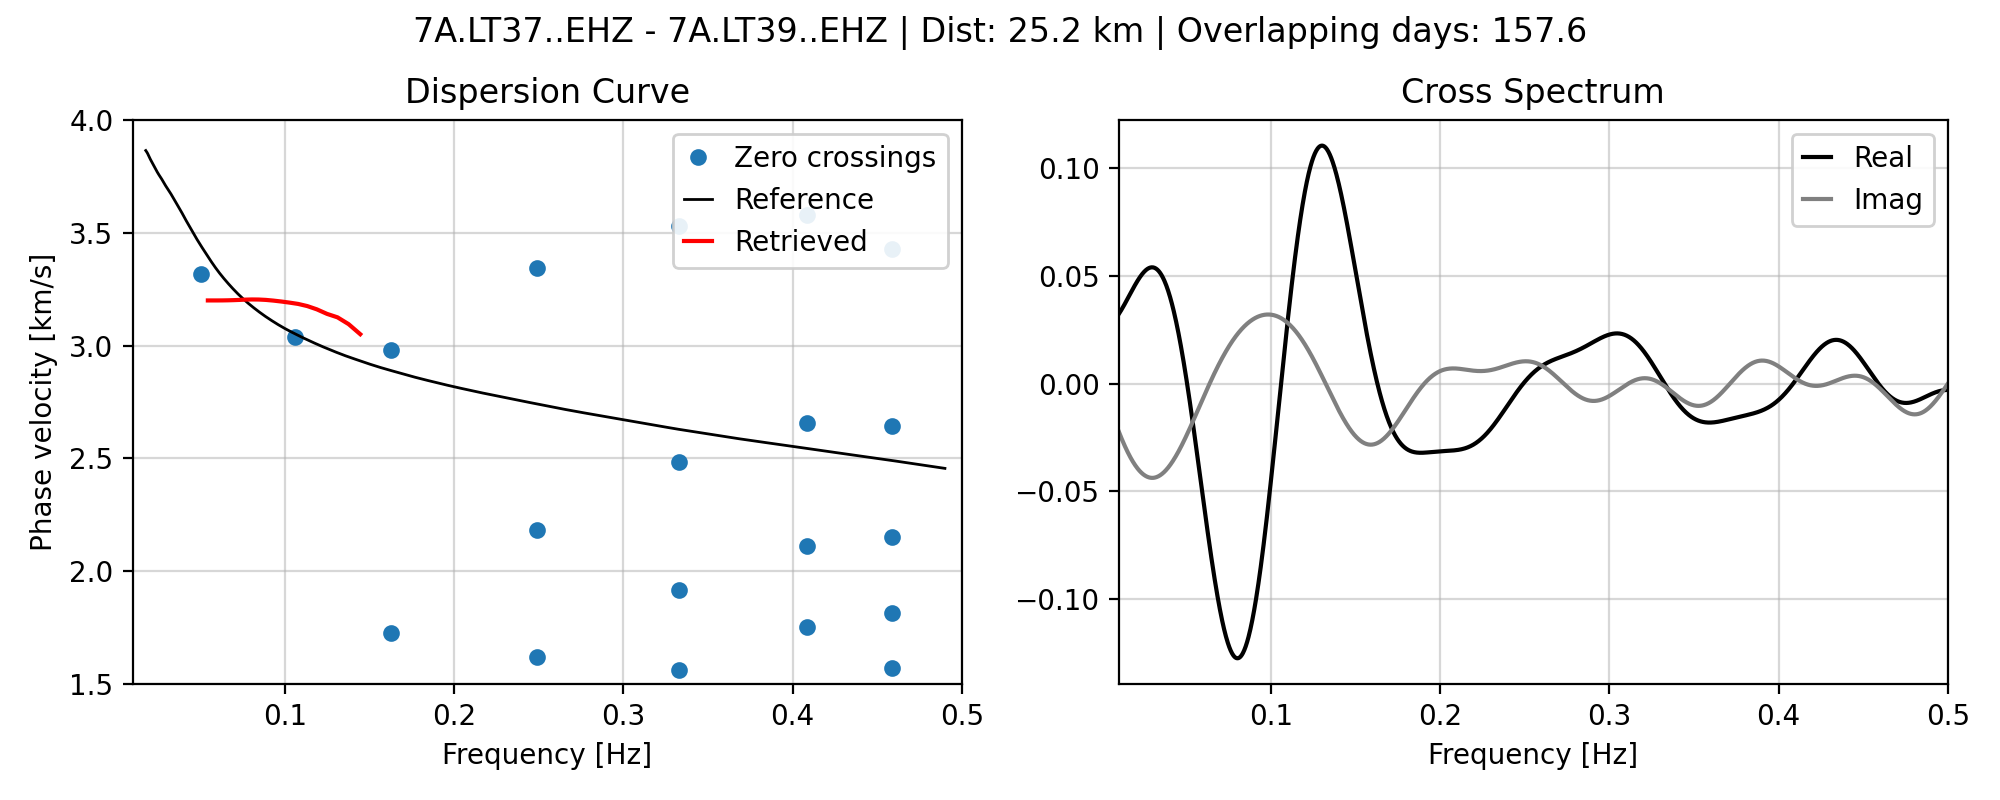 7A.LT37..EHZ - 7A.LT39..EHZ | Dist: 25.2 km | Overlapping days: 157.6
Dispersion Curve
Phase velocity [km/s]
4.0
3.5
3.0
2.5
2.0
1.5
0.1
0.2
0.3
0.4
0.5
Frequency [Hz]
Zero crossings
Reference
Retrieved
Cross Spectrum
0.10
0.05
0.00
−0.05
−0.10
0.1
0.2
0.3
0.4
0.5
Frequency [Hz]
Real
Imag